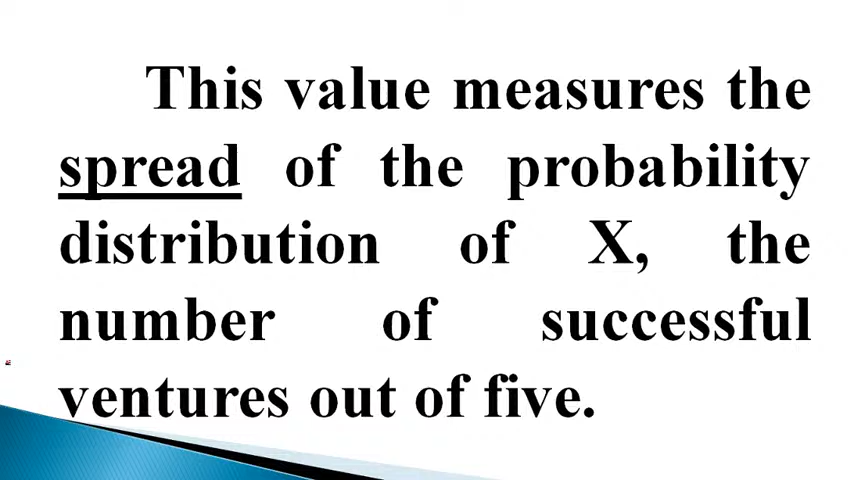 This value measures the
spread of the probability
distribution of X, the
number of successful
ventures out of five.